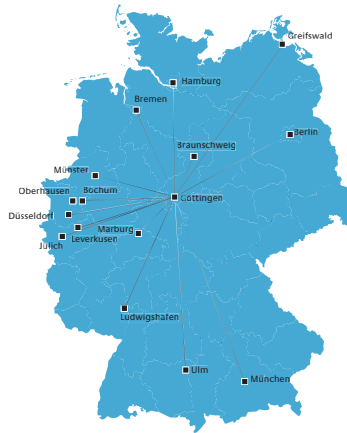 Greifswald
Hamburg
Bremen
Berlin
Braunschweig
Münster
Oberhausen
Bochum
Göttingen
Düsseldorf
Marburg
Leverkusen
Jülich
Ludwigshafen
Ulm
München